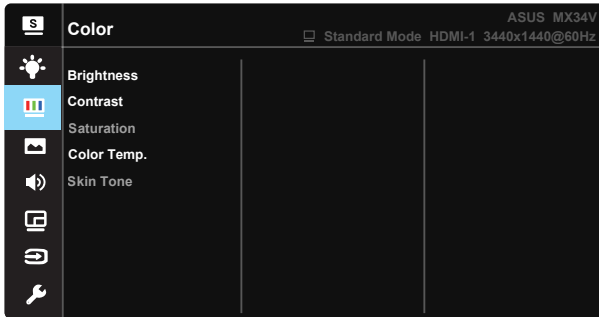 S
Color
ASUS MX34V
Standard Mode HDMI-1 3440x1440@60Hz
Brightness
Contrast
Saturation
Color Temp.
Skin Tone